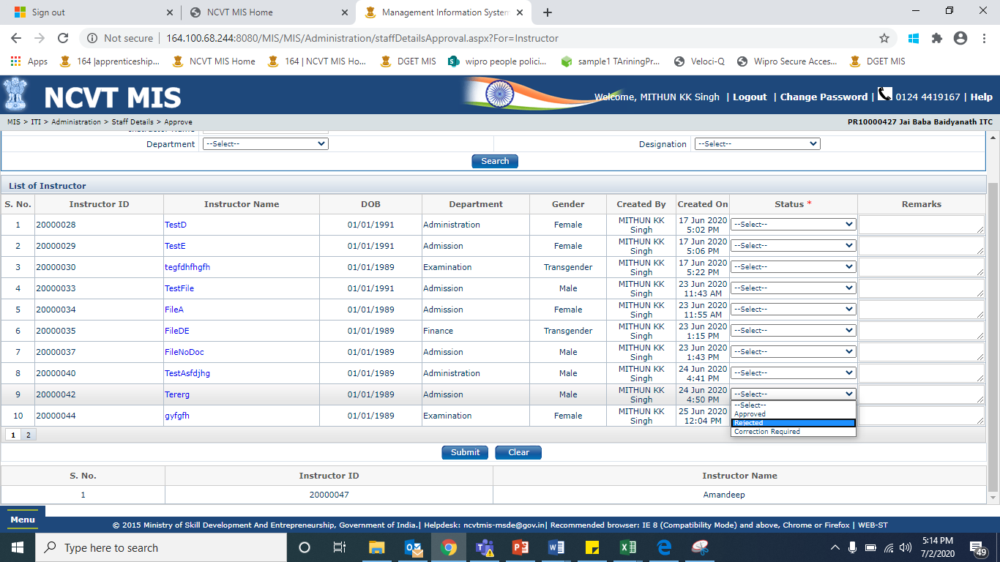 Sign out
NCVT MIS Home
Management Information System
Not secure | 164.100.68.244:8080/MIS/MIS/Administration/staffDetailsApproval.aspx?For=Instructor
Apps 164 |apprenticeship... NCVT MIS Home 164 | NCVT MIS Ho... DGET MIS wipro people polici... sample1 TAriningPr... Veloci-Q Wipro Secure Acces... DGET MIS
NCVT MIS
Welcome, MITHUN KK Singh | Logout | Change Password | 0124 4419167 | Help
MIS > ITI > Administration > Staff Details > Approve
PR10000427 Jai Baba Baidyanath ITC
Department --Select-- Designation --Select--
Search
List of Instructor
S. No. Instructor ID Instructor Name DOB Department Gender Created By Created On Status * Remarks
1 20000028 TestD 01/01/1991 Administration Female MITHUN KK Singh 17 Jun 2020 5:02 PM --Select--
2 20000029 TestE 01/01/1991 Admission Female MITHUN KK Singh 17 Jun 2020 5:06 PM --Select--
3 20000030 tegfdhfhgfh 01/01/1989 Examination Transgender MITHUN KK Singh 17 Jun 2020 5:22 PM --Select--
4 20000033 TestFile 01/01/1991 Admission Male MITHUN KK Singh 23 Jun 2020 11:43 AM --Select--
5 20000034 FileA 01/01/1989 Admission Female MITHUN KK Singh 23 Jun 2020 11:55 AM --Select--
6 20000035 FileDE 01/01/1989 Finance Transgender MITHUN KK Singh 23 Jun 2020 1:15 PM --Select--
7 20000037 FileNoDoc 01/01/1989 Admission Male MITHUN KK Singh 23 Jun 2020 1:43 PM --Select--
8 20000040 TestAsfdjhg 01/01/1989 Administration Male MITHUN KK Singh 24 Jun 2020 4:41 PM --Select--
9 20000042 Tererg 01/01/1989 Admission Male MITHUN KK Singh 24 Jun 2020 4:50 PM --Select--
10 20000044 gyfgfh 01/01/1989 Examination Female MITHUN KK Singh 25 Jun 2020 12:04 PM
--Select--
Approved
Rejected
Correction Required
1 2
Submit Clear
S. No. Instructor ID Instructor Name
1 20000047 Amandeep
Menu
© 2015 Ministry of Skill Development And Entrepreneurship, Government of India.| Helpdesk: ncvtmis-msde@gov.in| Recommended browser: IE 8 (Compatibility Mode) and above, Chrome or Firefox | WEB-ST
Type here to search
5:14 PM
7/2/2020
49